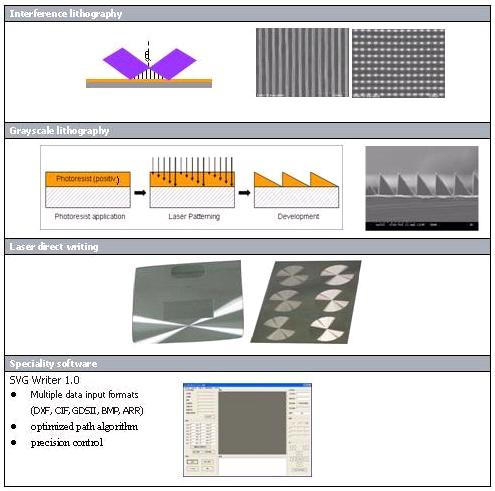 Interference lithography
θ
Grayscale lithography
Photoresist (positiv)
Photoresist application
Laser Patterning
Development
Laser direct writing
Speciality software
SVG Writer 1.0
● Multiple data input formats
(DXF, CIF, GDSII, BMP, ARR)
● optimized path algorithm
● precision control